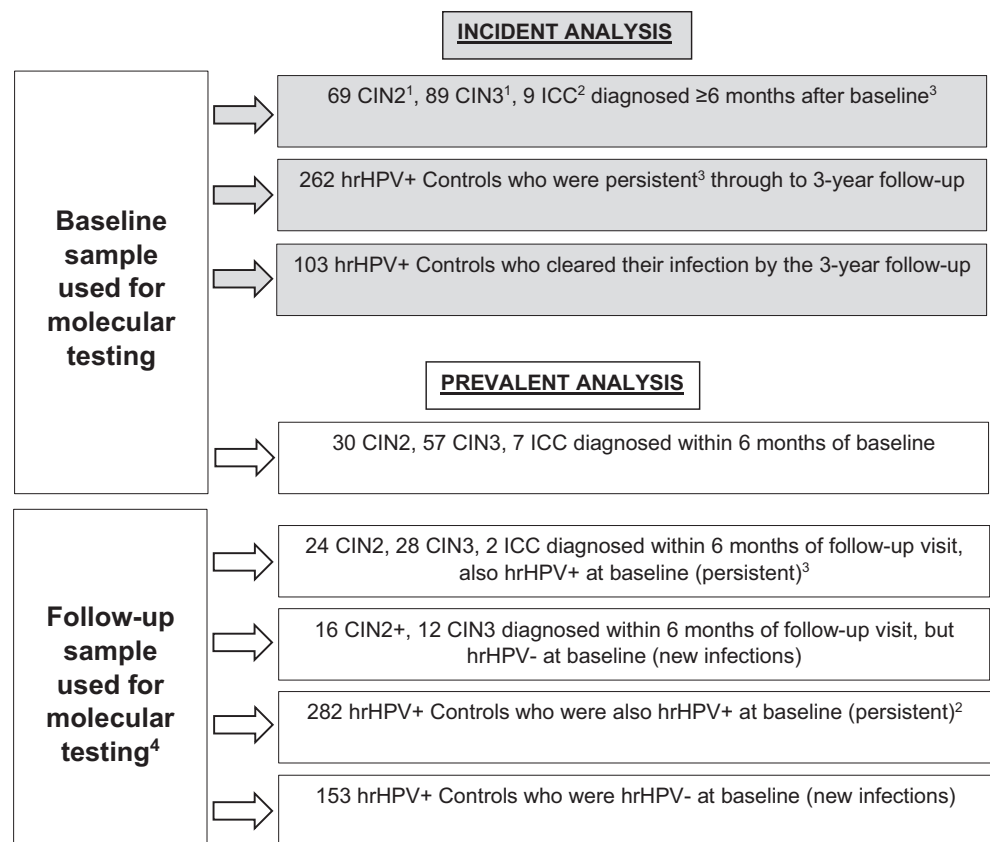 INCIDENT ANALYSIS
Baseline
sample
used for
molecular
testing
69 CIN2¹, 89 CIN3¹, 9 ICC² diagnosed ≥6 months after baseline³
262 hrHPV+ Controls who were persistent³ through to 3-year follow-up
103 hrHPV+ Controls who cleared their infection by the 3-year follow-up
PREVALENT ANALYSIS
30 CIN2, 57 CIN3, 7 ICC diagnosed within 6 months of baseline
Follow-up
sample
used for
molecular
testing⁴
24 CIN2, 28 CIN3, 2 ICC diagnosed within 6 months of follow-up visit,
also hrHPV+ at baseline (persistent)³
16 CIN2+, 12 CIN3 diagnosed within 6 months of follow-up visit, but
hrHPV- at baseline (new infections)
282 hrHPV+ Controls who were also hrHPV+ at baseline (persistent)²
153 hrHPV+ Controls who were hrHPV- at baseline (new infections)